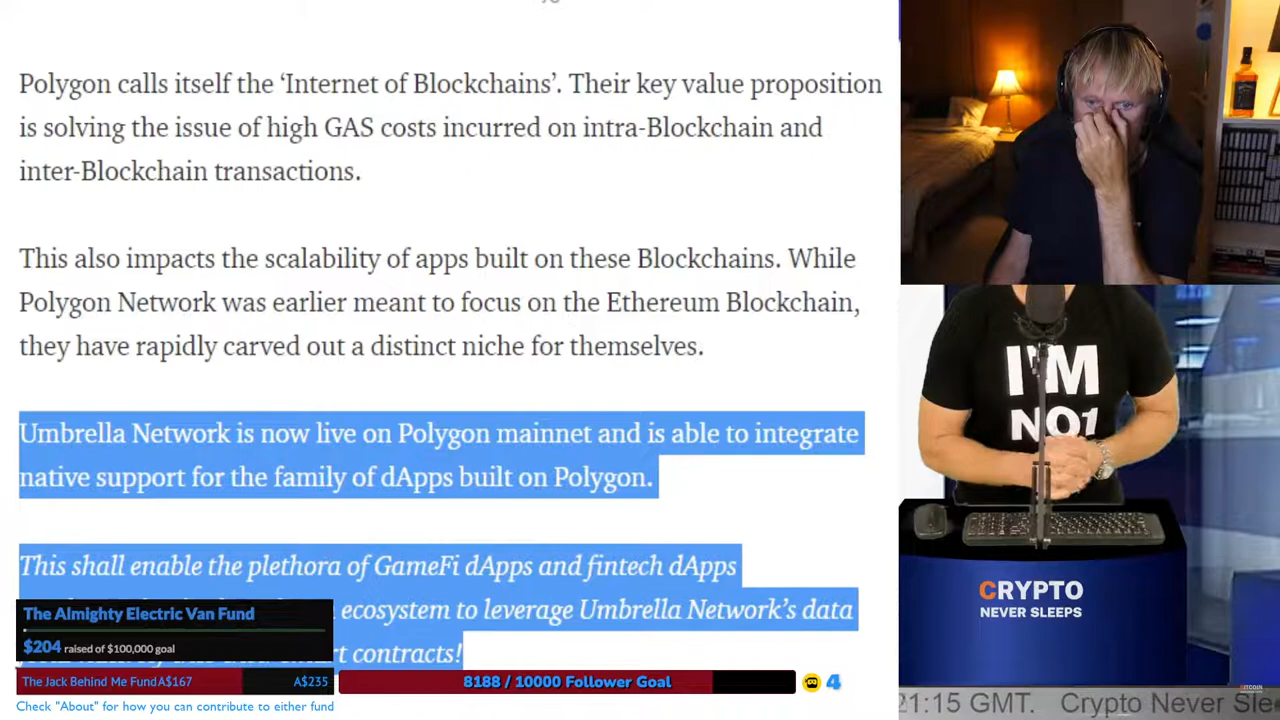 Polygon calls itself the ‘Internet of Blockchains’. Their key value proposition
is solving the issue of high GAS costs incurred on intra-Blockchain and
inter-Blockchain transactions.
This also impacts the scalability of apps built on these Blockchains. While
Polygon Network was earlier meant to focus on the Ethereum Blockchain,
they have rapidly carved out a distinct niche for themselves.
Umbrella Network is now live on Polygon mainnet and is able to integrate
native support for the family of dApps built on Polygon.
This shall enable the plethora of GameFi dApps and fintech dApps
ecosystem to leverage Umbrella Network’s data
contracts!
The Almighty Electric Van Fund
$204 raised of $100,000 goal
The Jack Behind Me Fund A$167 A$235
8188 / 10000 Follower Goal
4
Check "About" for how you can contribute to either fund
I'M
NO1
CRYPTO
NEVER SLEEPS
21:15 GMT. Crypto Never Slee